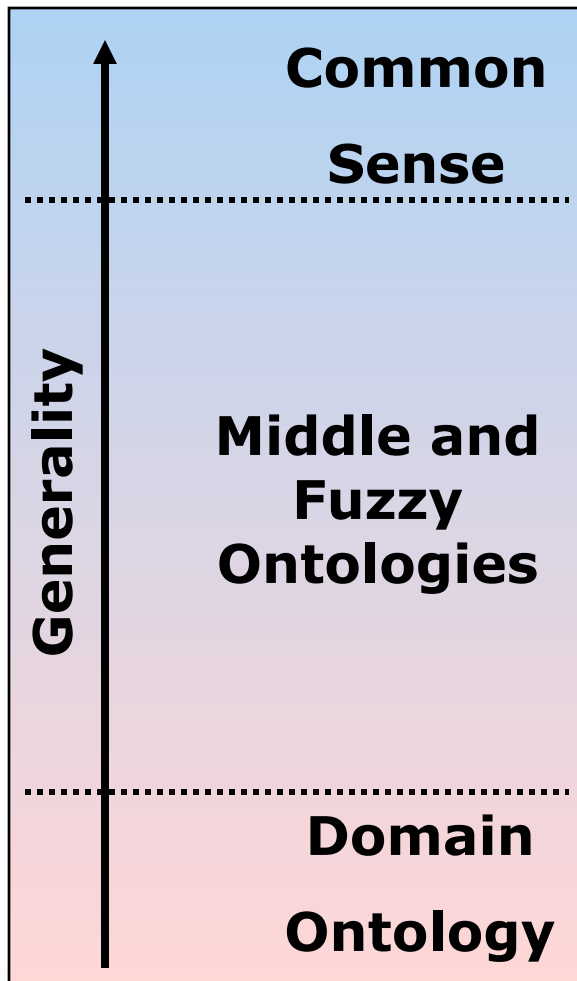 Common
Sense
Generality
Middle and
Fuzzy
Ontologies
Domain
Ontology